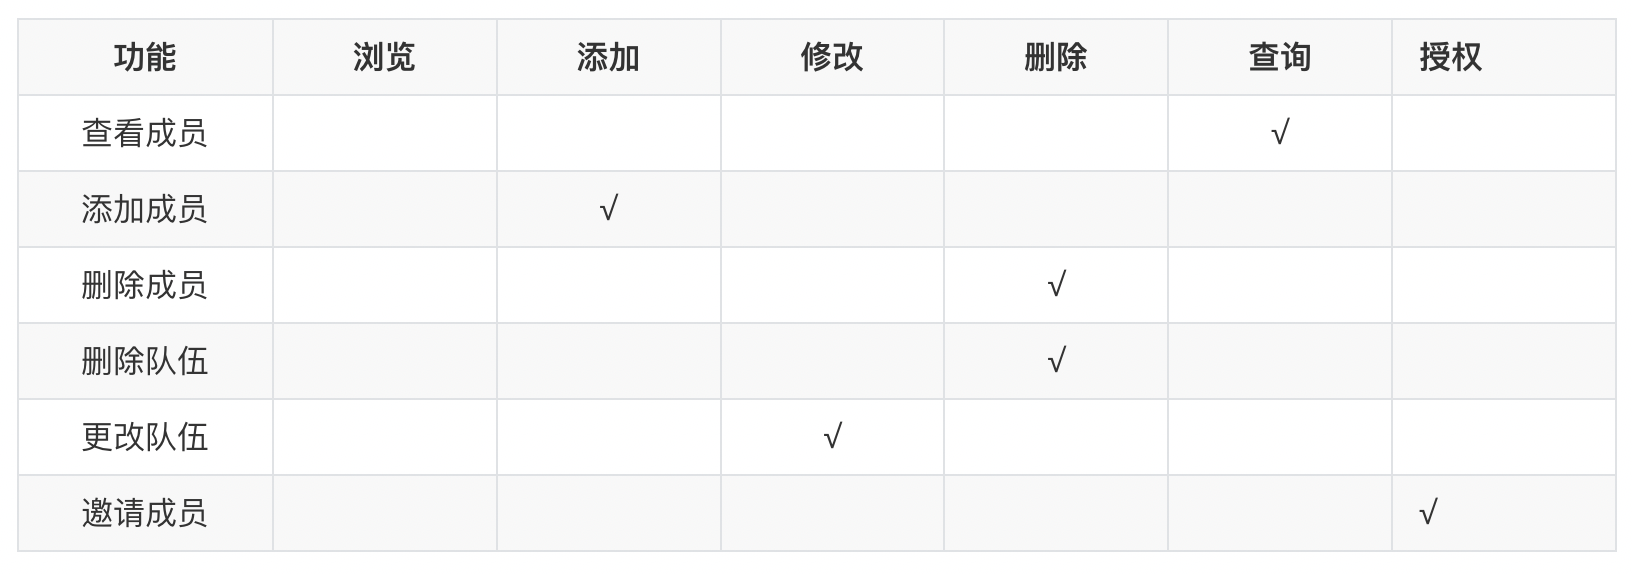 功能 浏览 添加 修改 删除 查询 授权
查看成员 √
添加成员 √
删除成员 √
删除队伍 √
更改队伍 √
邀请成员 √